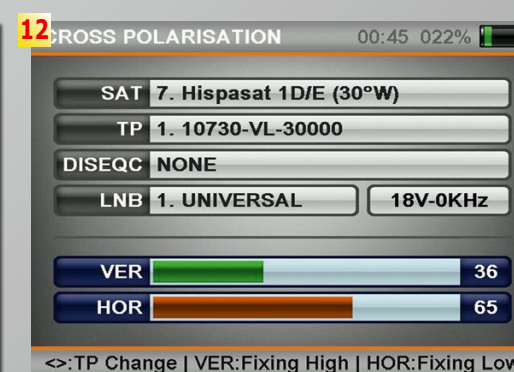 12
CROSS POLARISATION 00:45 022%
SAT 7. Hispasat 1D/E (30°W)
TP 1. 10730-VL-30000
DISEQC NONE
LNB 1. UNIVERSAL 18V-0KHz
VER 36
HOR 65
<>:TP Change | VER:Fixing High | HOR:Fixing Low